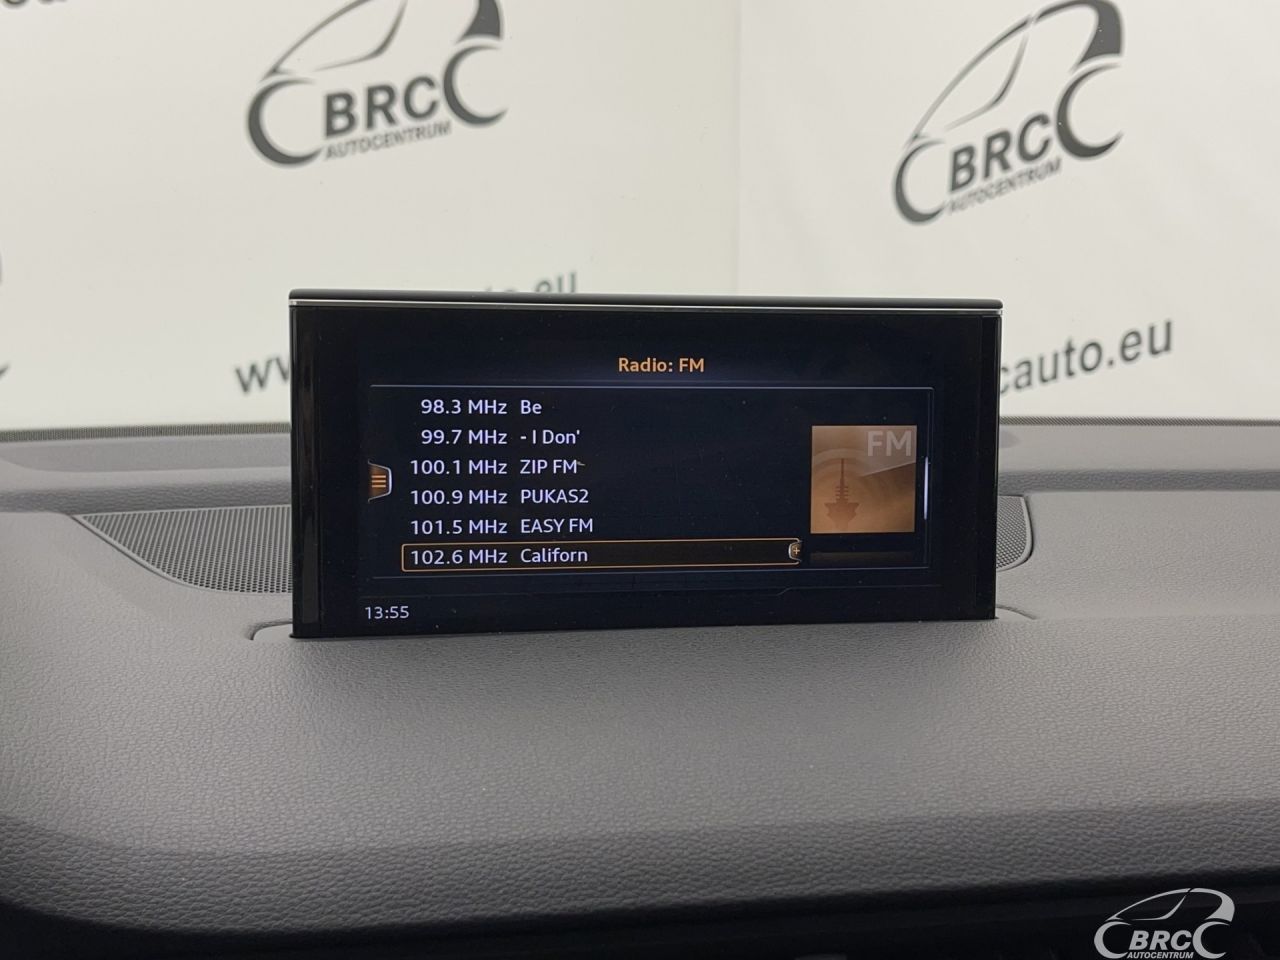 BRC
AUTOCENTRUM
BRC
AUTOCENTRUM
.eu
w
auto.eu
Radio: FM
98.3 MHz Be
99.7 MHz - I Don'
100.1 MHz ZIP FM
100.9 MHz PUKAS2
101.5 MHz EASY FM
102.6 MHz Californ
FM
13:55
BRC
AUTOCENTRUM